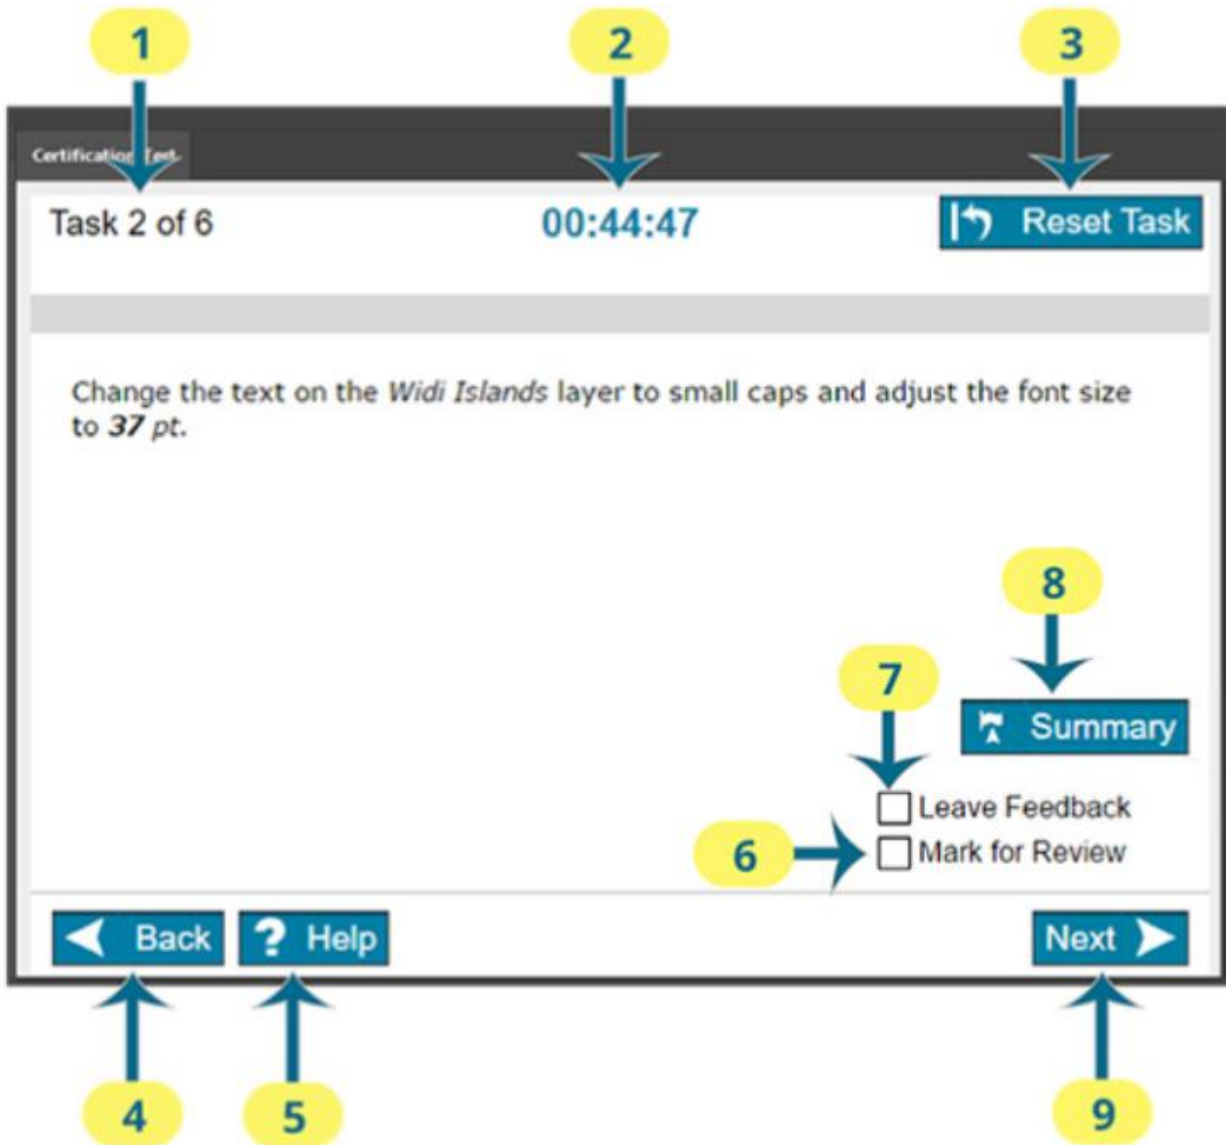 1
2
3
Certification Test
Task 2 of 6
00:44:47
Reset Task
Change the text on the Widi Islands layer to small caps and adjust the font size
to 37 pt.
8
7
Summary
Leave Feedback
6
Mark for Review
Back
? Help
Next
4
5
9